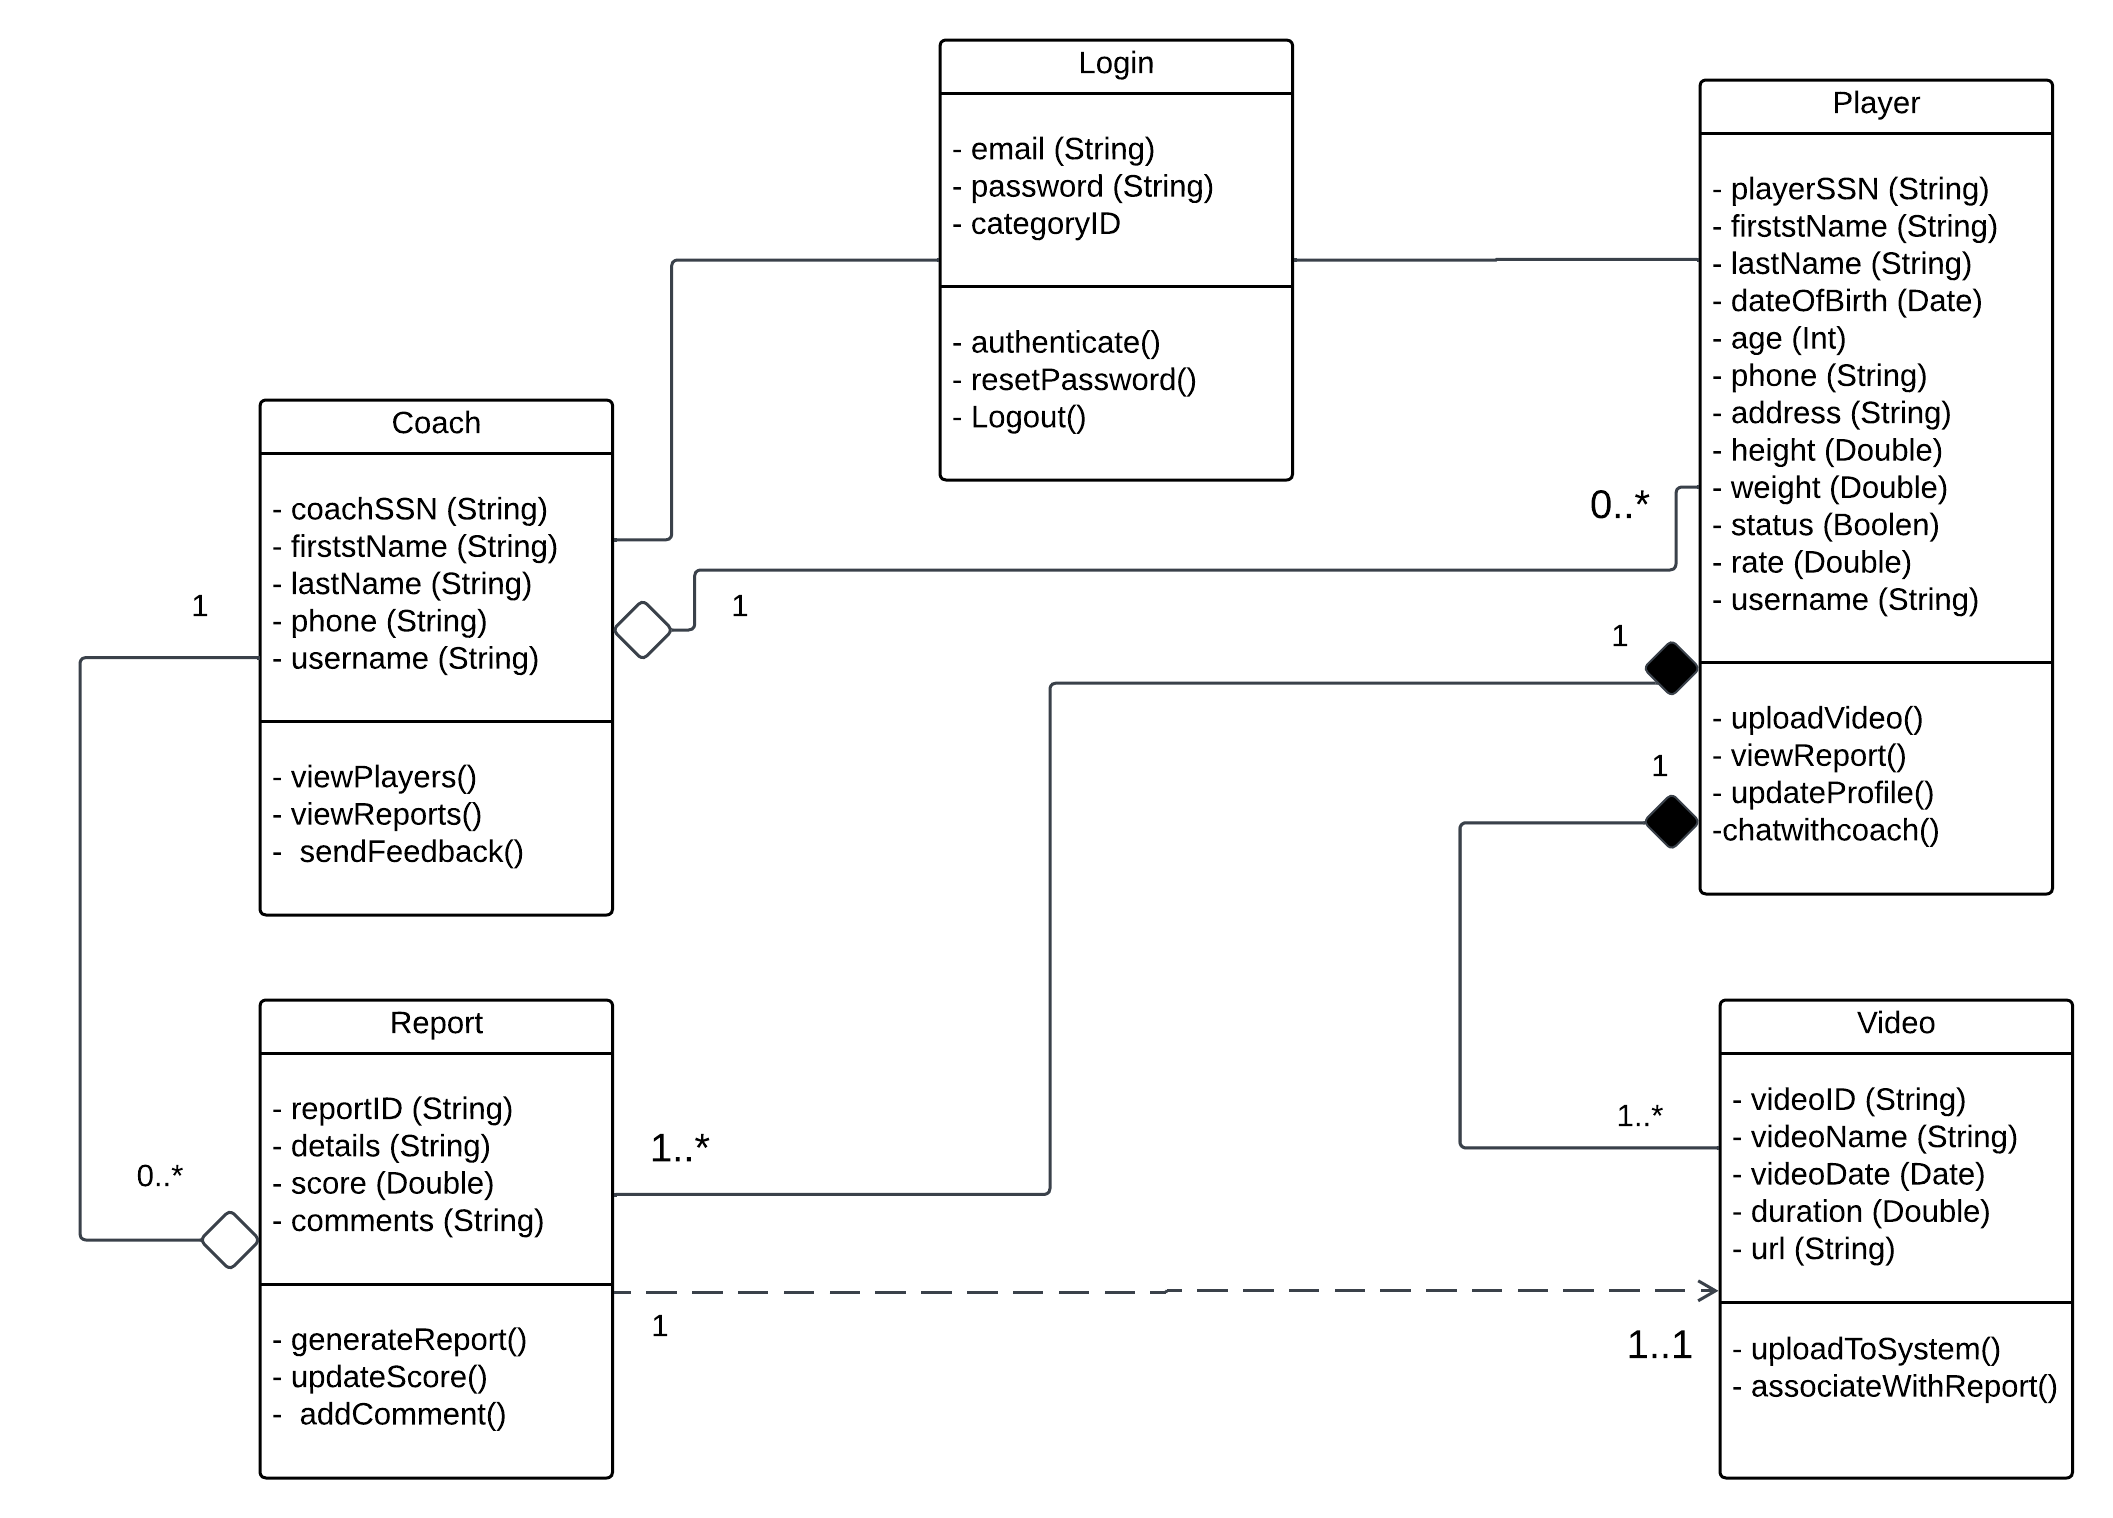 Login
- email (String)
- password (String)
- categoryID
- authenticate()
- resetPassword()
- Logout()
Player
- playerSSN (String)
- firststName (String)
- lastName (String)
- dateOfBirth (Date)
- age (Int)
- phone (String)
- address (String)
- height (Double)
- weight (Double)
- status (Boolen)
- rate (Double)
- username (String)
- uploadVideo()
- viewReport()
- updateProfile()
-chatwithcoach()
Coach
- coachSSN (String)
- firststName (String)
- lastName (String)
- phone (String)
- username (String)
- viewPlayers()
- viewReports()
-  sendFeedback()
1
1
0..*
1
1
Report
- reportID (String)
- details (String)
- score (Double)
- comments (String)
- generateReport()
- updateScore()
-  addComment()
0..*
1..*
1
Video
- videoID (String)
- videoName (String)
- videoDate (Date)
- duration (Double)
- url (String)
- uploadToSystem()
- associateWithReport()
1..*
1..1